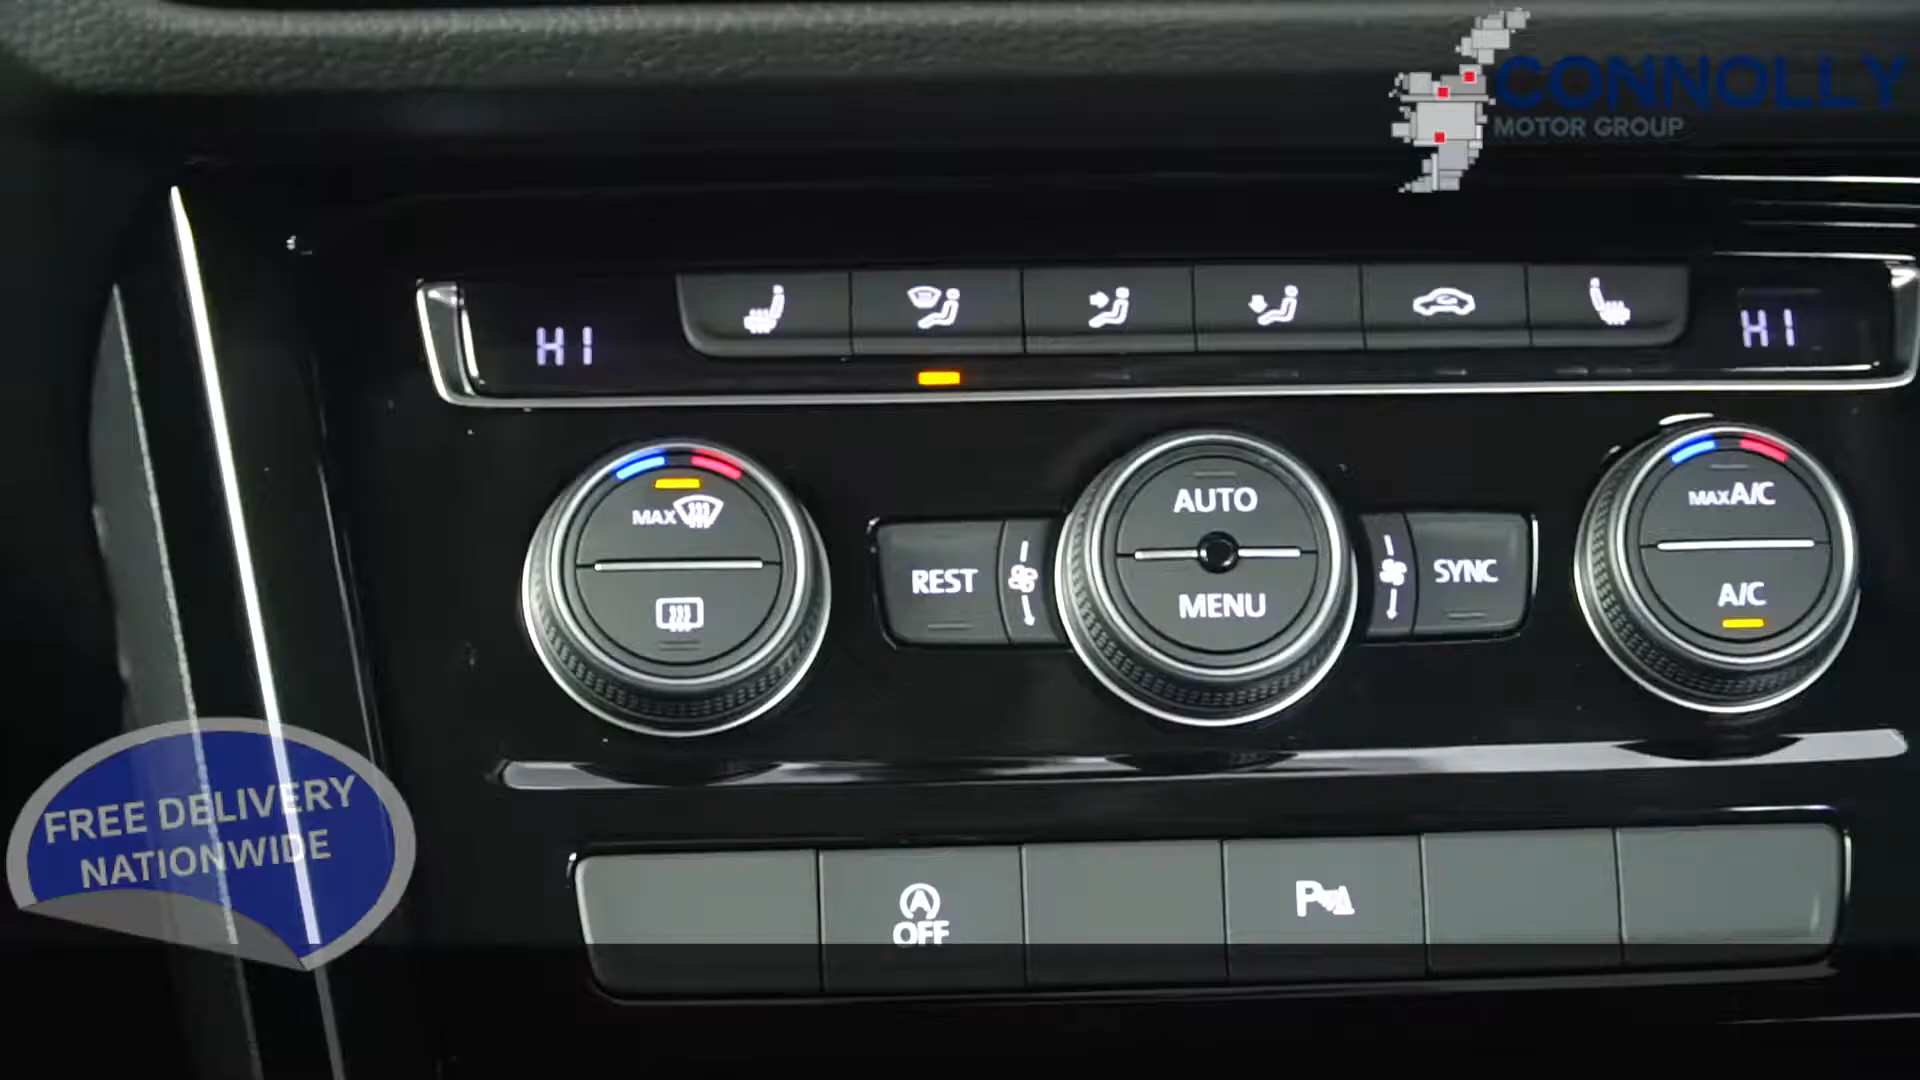 CONNOLLY
MOTOR GROUP
HI
HI
MAX
AUTO
MAX A/C
REST
SYNC
MENU
A/C
FREE DELIVERY
NATIONWIDE
A
OFF
P